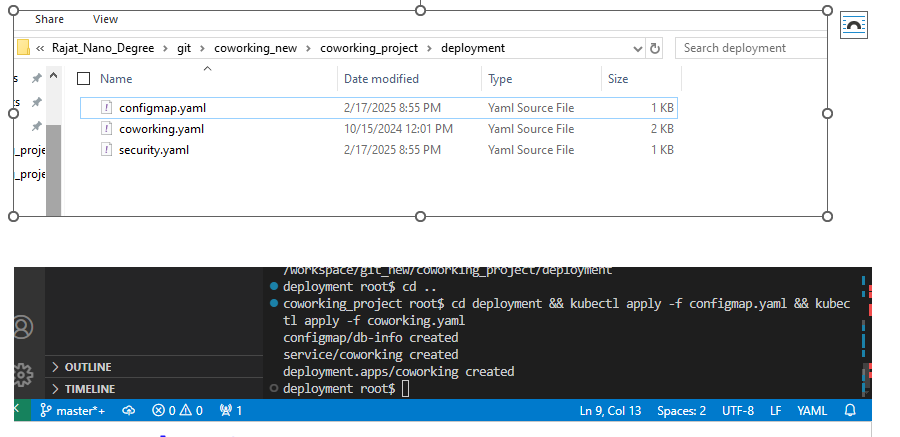 Share View
« Rajat_Nano_Degree > git > coworking_new > coworking_project > deployment Search deployment
Name Date modified Type Size
configmap.yaml 2/17/2025 8:55 PM Yaml Source File 1 KB
coworking.yaml 10/15/2024 12:01 PM Yaml Source File 2 KB
security.yaml 2/17/2025 8:55 PM Yaml Source File 1 KB
_proje
_proje
/workspace/git_new/coworking_project/deployment
deployment root$ cd ..
coworking_project root$ cd deployment && kubectl apply -f configmap.yaml && kubec
tl apply -f coworking.yaml
configmap/db-info created
service/coworking created
deployment.apps/coworking created
deployment root$
> OUTLINE
> TIMELINE
master*+ 0 0 1 Ln 9, Col 13 Spaces: 2 UTF-8 LF YAML